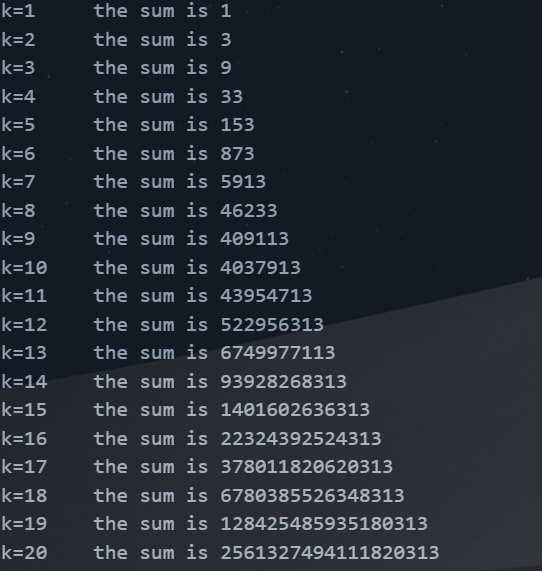 k=1 the sum is 1
k=2 the sum is 3
k=3 the sum is 9
k=4 the sum is 33
k=5 the sum is 153
k=6 the sum is 873
k=7 the sum is 5913
k=8 the sum is 46233
k=9 the sum is 409113
k=10 the sum is 4037913
k=11 the sum is 43954713
k=12 the sum is 522956313
k=13 the sum is 6749977113
k=14 the sum is 93928268313
k=15 the sum is 1401602636313
k=16 the sum is 22324392524313
k=17 the sum is 378011820620313
k=18 the sum is 6780385526348313
k=19 the sum is 128425485935180313
k=20 the sum is 2561327494111820313